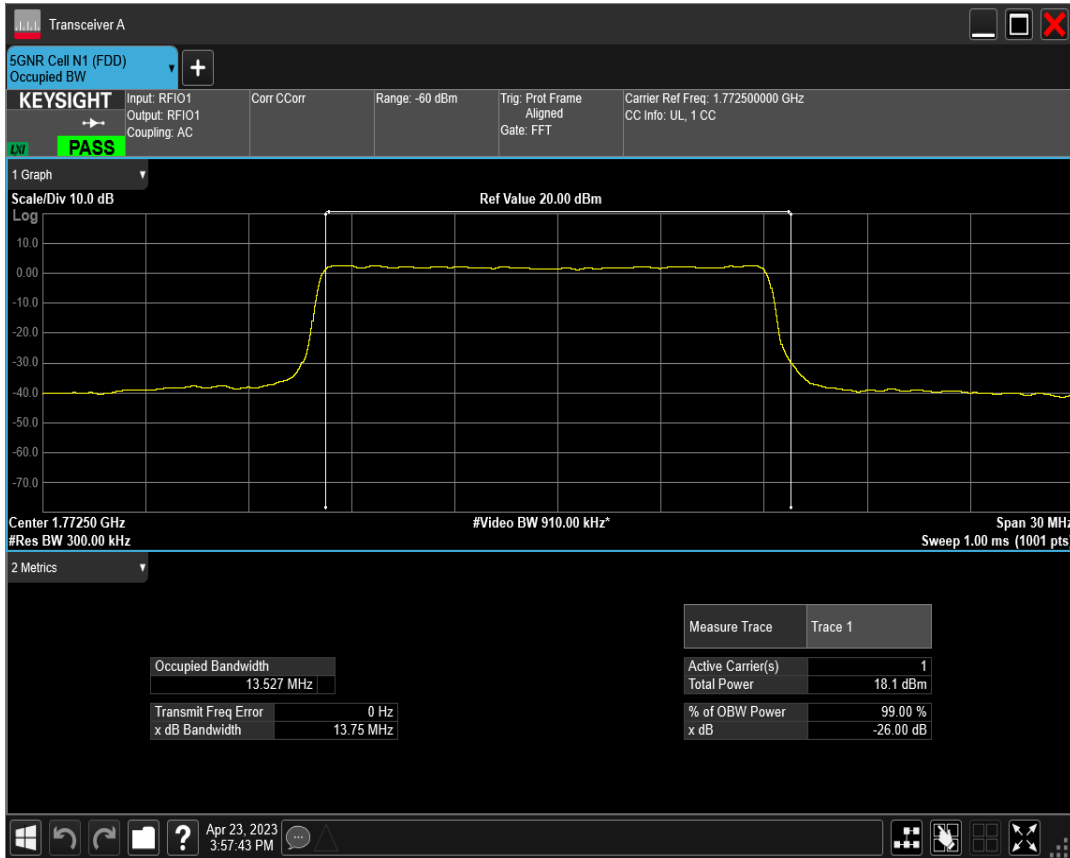 Transceiver A
5GNR Cell N1 (FDD)
Occupied BW
+
KEYSIGHT
LXI
PASS
Input: RFIO1
Output: RFIO1
Coupling: AC
Corr CCorr
Range: -60 dBm
Trig: Prot Frame
Aligned
Gate: FFT
Carrier Ref Freq: 1.772500000 GHz
CC Info: UL, 1 CC
1 Graph
Scale/Div 10.0 dB
Ref Value 20.00 dBm
Log
10.0
0.00
-10.0
-20.0
-30.0
-40.0
-50.0
-60.0
-70.0
Center 1.77250 GHz
#Video BW 910.00 kHz*
Span 30 MHz
#Res BW 300.00 kHz
Sweep 1.00 ms (1001 pts)
2 Metrics
Measure Trace Trace 1
Occupied Bandwidth
13.527 MHz
Transmit Freq Error 0 Hz
x dB Bandwidth 13.75 MHz
Active Carrier(s) 1
Total Power 18.1 dBm
% of OBW Power 99.00 %
x dB -26.00 dB
?
Apr 23, 2023
3:57:43 PM